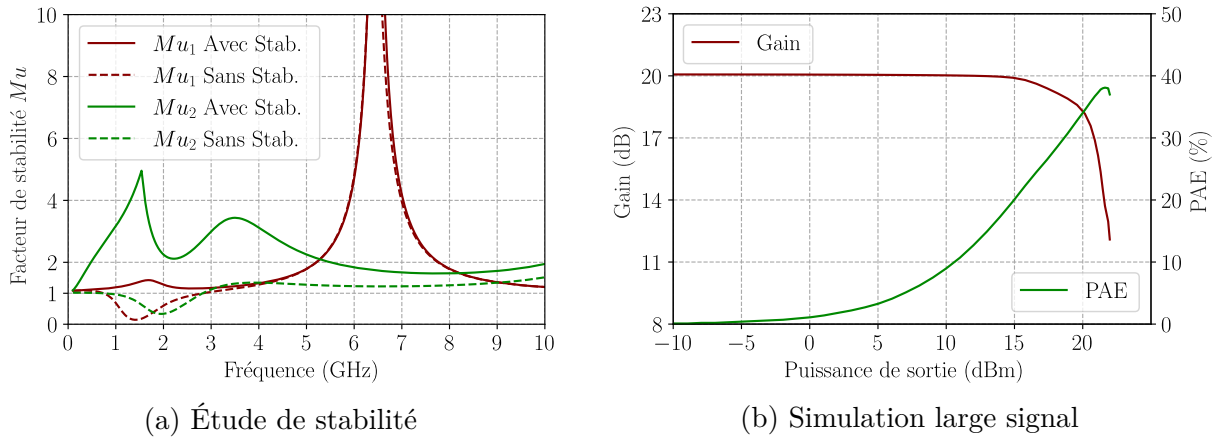 Facteur de stabilité Mu
10
8
6
4
2
1
0
Mu₁ Avec Stab.
Mu₁ Sans Stab.
Mu₂ Avec Stab.
Mu₂ Sans Stab.
0 1 2 3 4 5 6 7 8 9 10
Fréquence (GHz)
(a) Étude de stabilité
Gain (dB)
23
20
17
14
11
8
Gain
PAE
50
40
30
20
10
0
PAE (%)
−10 −5 0 5 10 15 20
Puissance de sortie (dBm)
(b) Simulation large signal